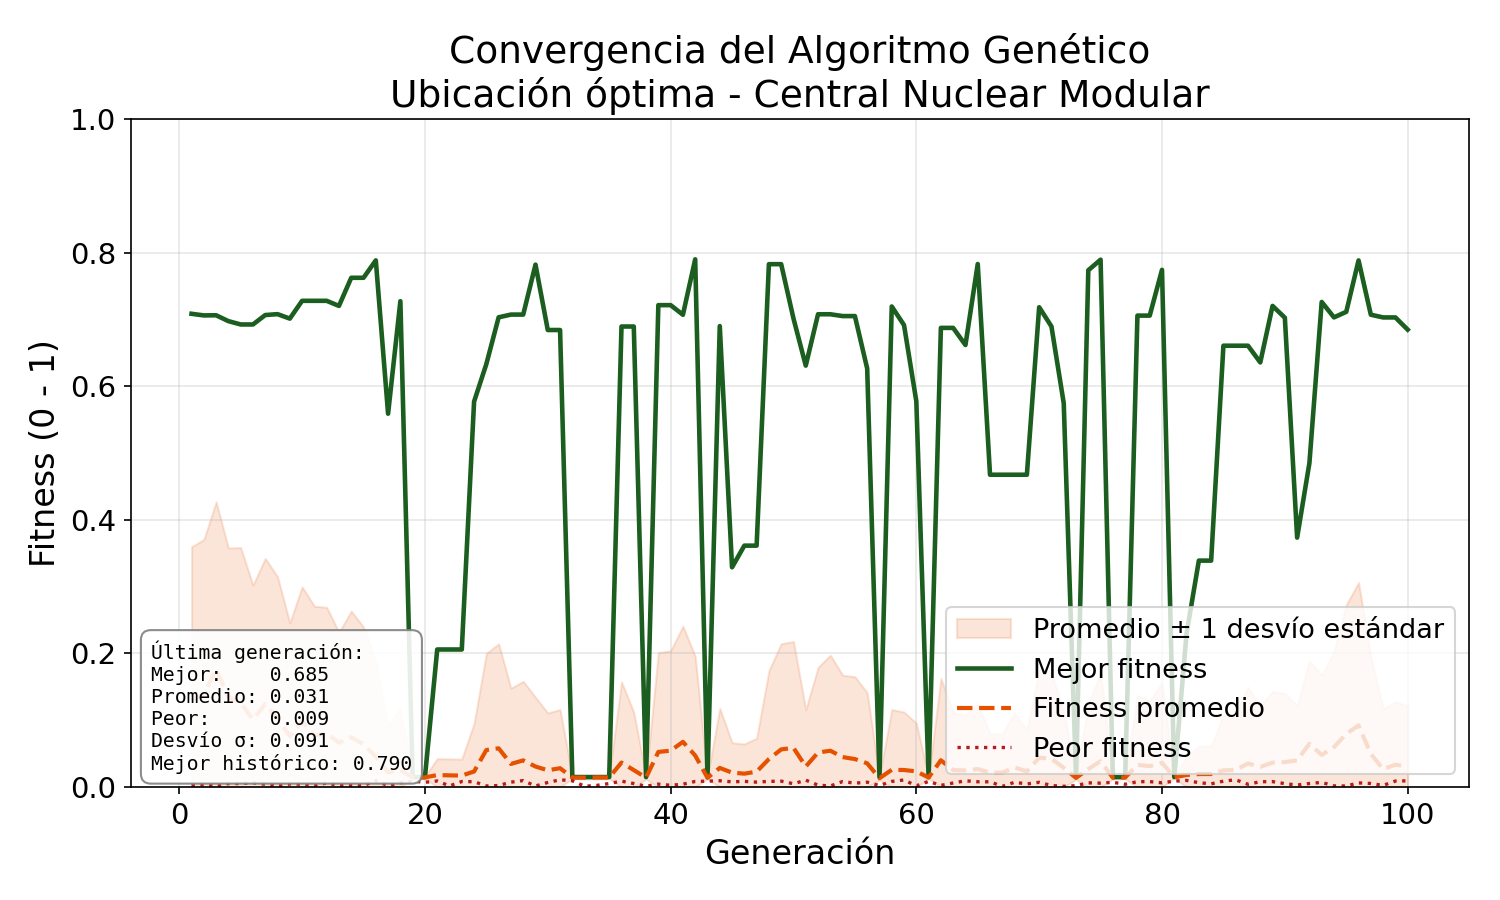 Convergencia del Algoritmo Genético
Ubicación óptima - Central Nuclear Modular
Fitness (0 - 1)
1.0
0.8
0.6
0.4
0.2
0.0
Última generación:
Mejor: 0.685
Promedio: 0.031
Peor: 0.009
Desvío σ: 0.091
Mejor histórico: 0.790
Promedio ± 1 desvío estándar
Mejor fitness
Fitness promedio
Peor fitness
0 20 40 60 80 100
Generación